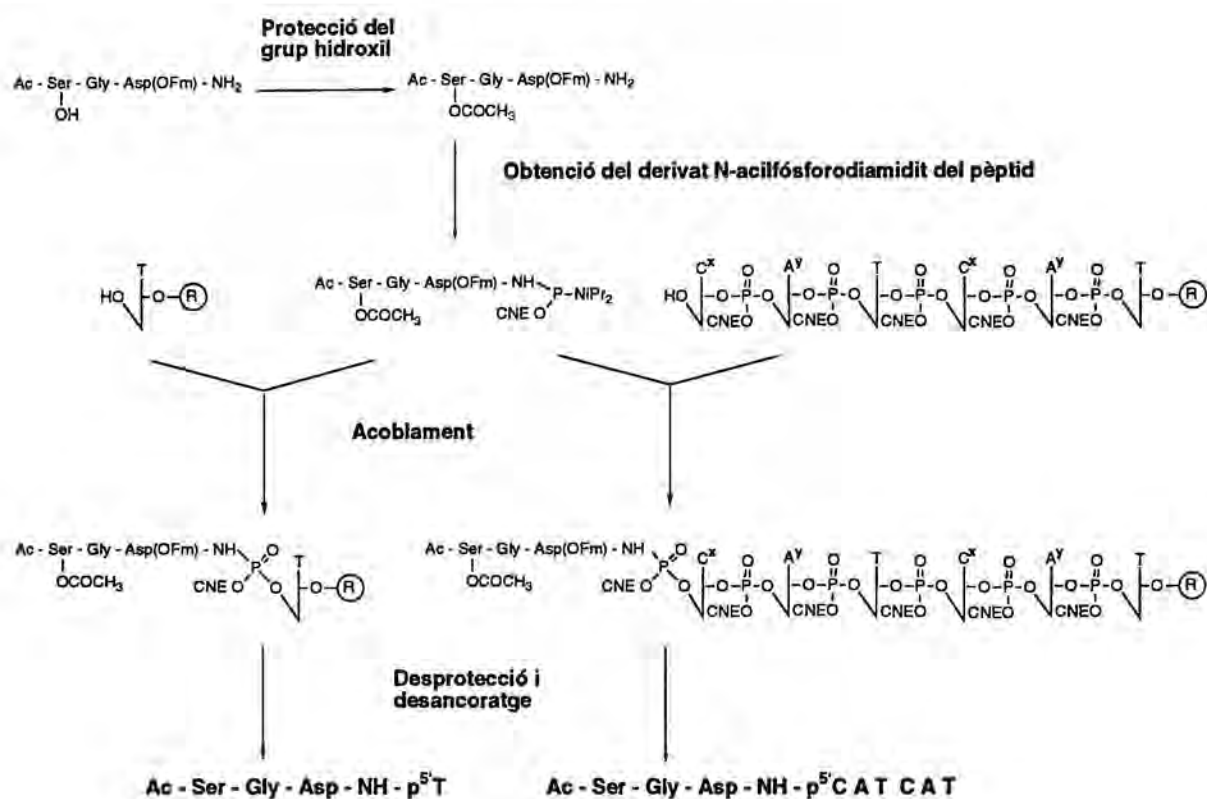 Protecció del
grup hidroxil
Ac - Ser - Gly - Asp(OFm) - NH₂
OH
Ac - Ser - Gly - Asp(OFm) - NH₂
OCOCH₃
Obtenció del derivat N-acilfósforodiamidit del pèptid
T
HO
O
R
Ac - Ser - Gly - Asp(OFm) - NH
P - NiPr₂
OCOCH₃
CNE O
Cˣ O Aʸ O T O Cˣ O Aʸ O T
HO O-P-O O-P-O O-P-O O-P-O O-P-O O R
CNEO CNEO CNEO CNEO CNEO
Acoblament
Ac - Ser - Gly - Asp(OFm) - NH O
P T
OCOCH₃
CNE O O O R
Ac - Ser - Gly - Asp(OFm) - NH O
P Cˣ O Aʸ O T O Cˣ O Aʸ O T
OCOCH₃
CNE O O O-P-O O-P-O O-P-O O-P-O O-P-O O R
CNEO CNEO CNEO CNEO CNEO
Desprotecció i
desancoratge
Ac - Ser - Gly - Asp - NH - p⁵'T
Ac - Ser - Gly - Asp - NH - p⁵'C A T C A T